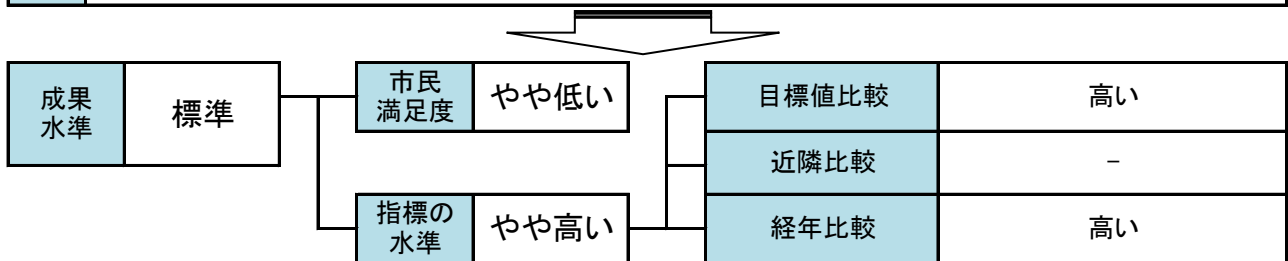 成果
水準
標準
市民
満足度
やや低い
指標の
水準
やや高い
目標値比較
高い
近隣比較
－
経年比較
高い